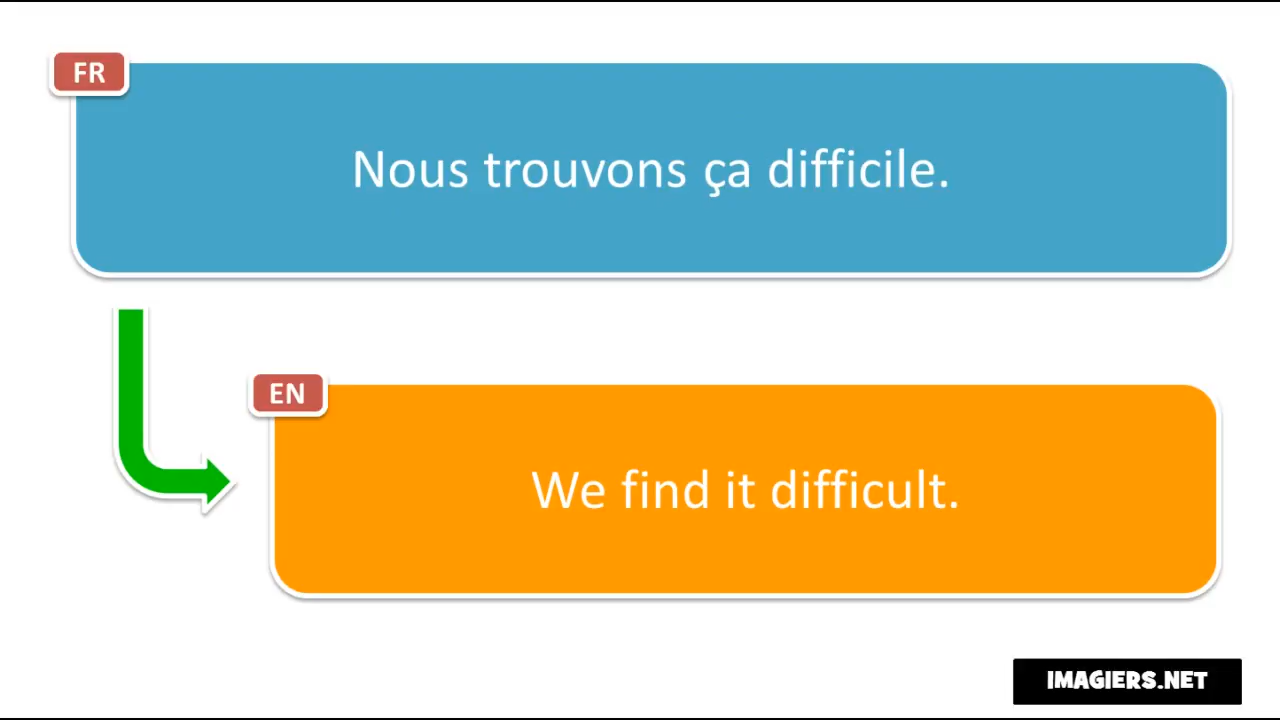 FR
Nous trouvons ça difficile.
EN
We find it difficult.
IMAGIERS.NET